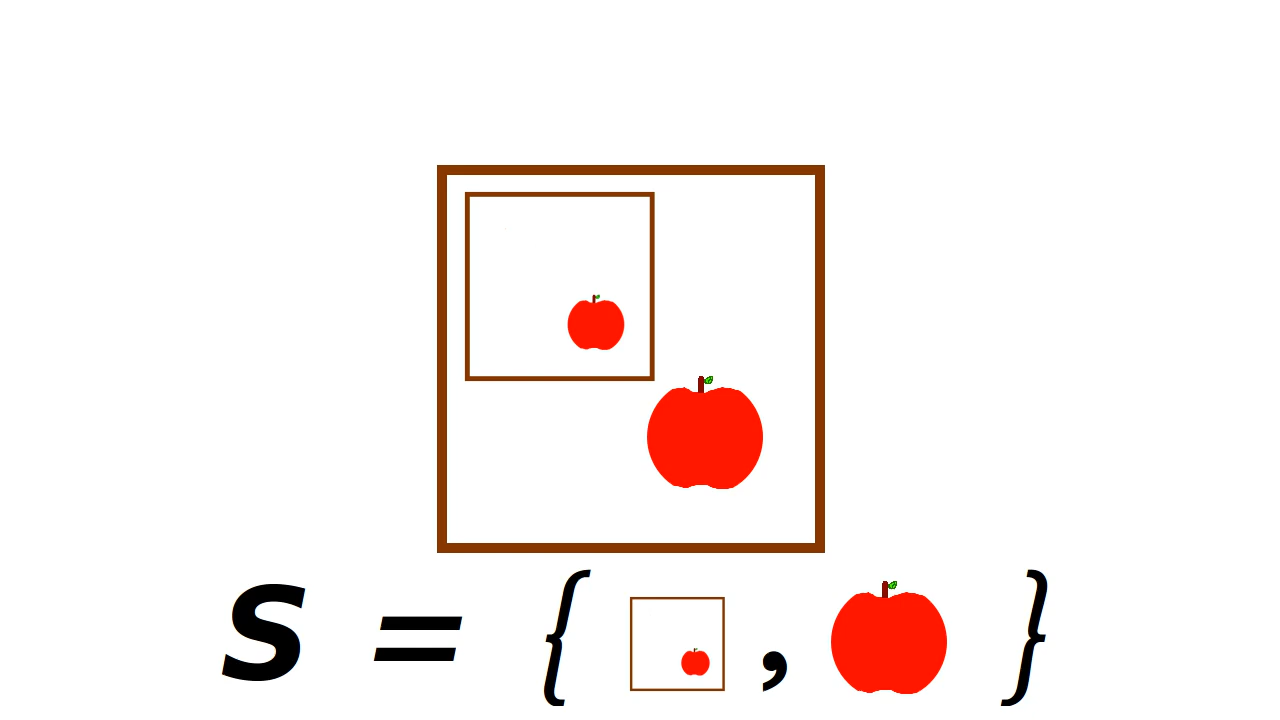 S = { , }